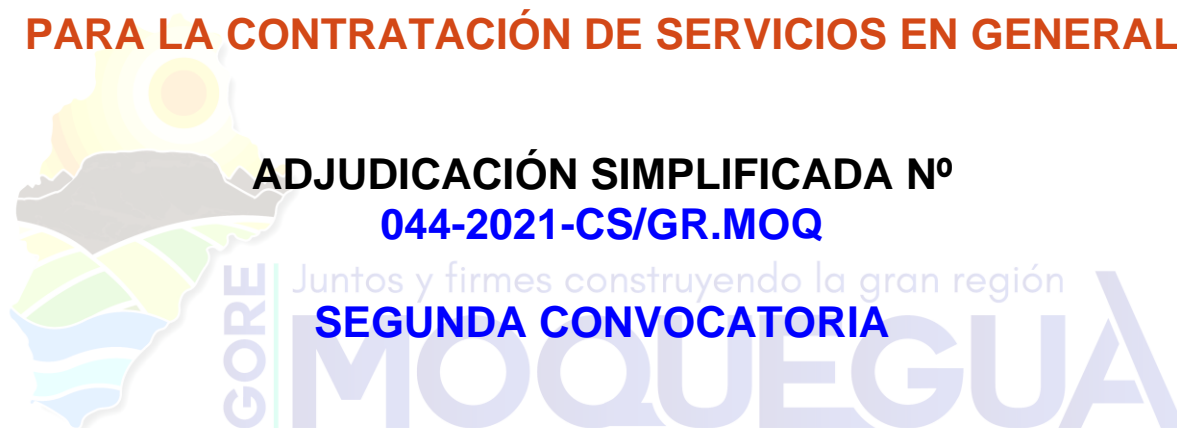 PARA LA CONTRATACIÓN DE SERVICIOS EN GENERAL
ADJUDICACIÓN SIMPLIFICADA Nº
044-2021-CS/GR.MOQ
Juntos y firmes construyendo la gran región
SEGUNDA CONVOCATORIA
GORE
MOQUEGUA